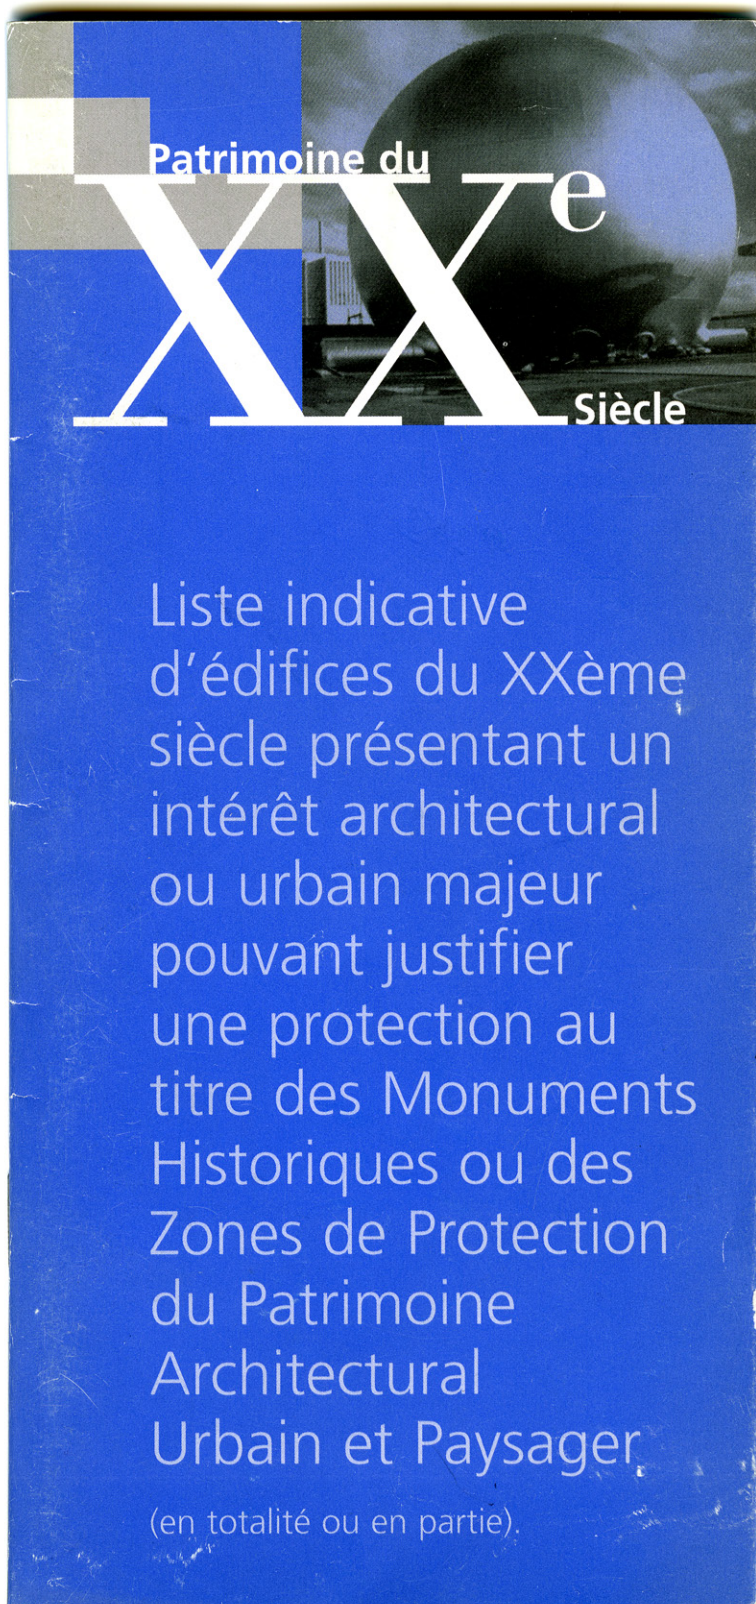 Patrimoine du
XXe
Siècle
Liste indicative
d'édifices du XXème
siècle présentant un
intérêt architectural
ou urbain majeur
pouvant justifier
une protection au
titre des Monuments
Historiques ou des
Zones de Protection
du Patrimoine
Architectural
Urbain et Paysager
(en totalité ou en partie).